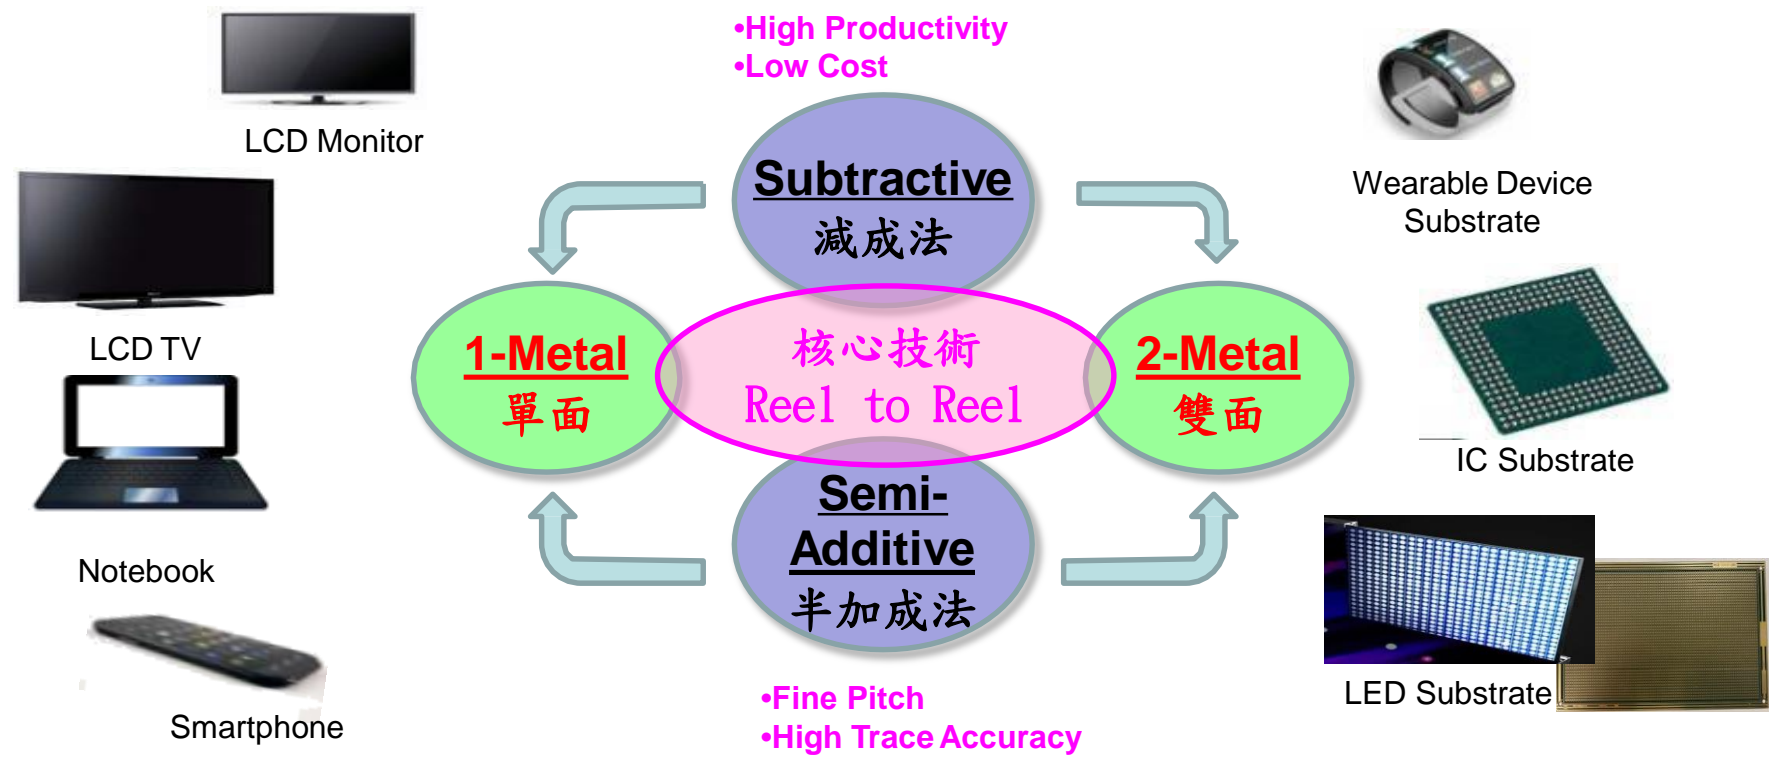 •High Productivity
•Low Cost
LCD Monitor
LCD TV
Notebook
Smartphone
Subtractive
減成法
1-Metal
單面
核心技術
Reel to Reel
2-Metal
雙面
Semi-
Additive
半加成法
•Fine Pitch
•High Trace Accuracy
Wearable Device
Substrate
IC Substrate
LED Substrate